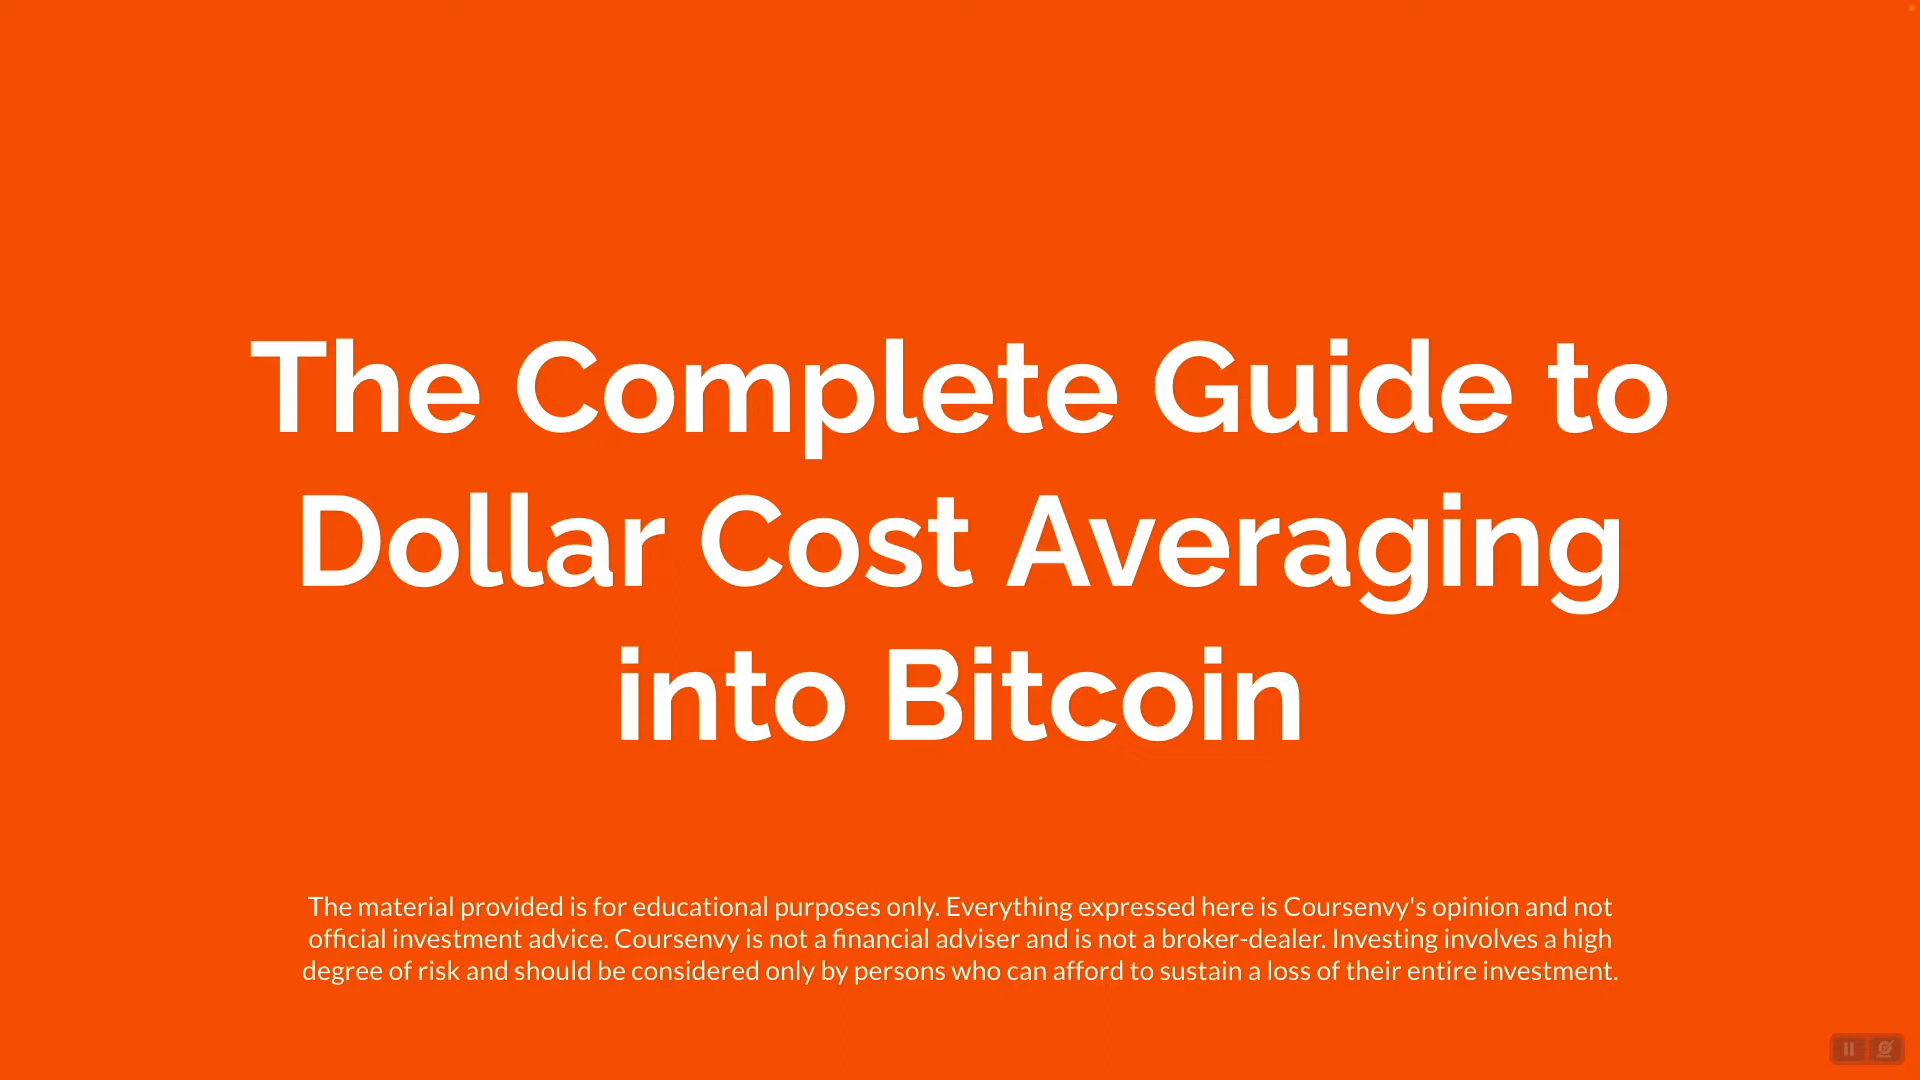 The Complete Guide to
Dollar Cost Averaging
into Bitcoin
The material provided is for educational purposes only. Everything expressed here is Coursenvy's opinion and not
official investment advice. Coursenvy is not a financial adviser and is not a broker-dealer. Investing involves a high
degree of risk and should be considered only by persons who can afford to sustain a loss of their entire investment.